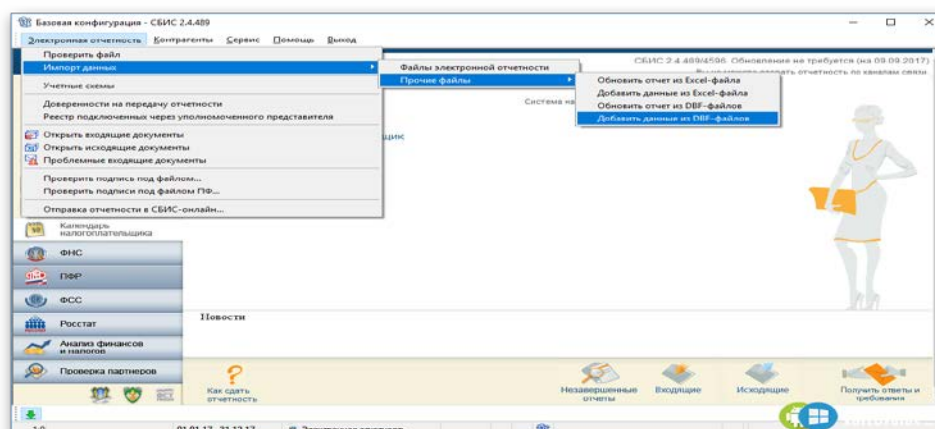 Базовая конфигурация - СБИС 2.4.489
Электронная отчетность Контрагенты Сервис Помощь Выход
Проверить файл
Импорт данных
Учетные схемы
Доверенности на передачу отчетности
Реестр подключенных через уполномоченного представителя
Открыть входящие документы
Открыть исходящие документы
Проблемные входящие документы
Проверить подпись под файлом...
Проверить подписи под файлом ПФ...
Отправка отчетности в СБИС-онлайн...
Файлы электронной отчетности
Прочие файлы
Обновить отчет из Excel-файла
Добавить данные из Excel-файла
Обновить отчет из DBF-файлов
Добавить данные из DBF-файлов
СБИС 2.4.489/4596. Обновление не требуется (на 09.09.2017)
отчетность по каналам связи
Система на
щик
Календарь
налогоплательщика
ФНС
ПФР
ФСС
Росстат
Анализ финансов
и налогов
Проверка партнеров
Новости
Как сдать
отчетность
Незавершенные
отчеты
Входящие
Исходящие
Получить ответы и
требования